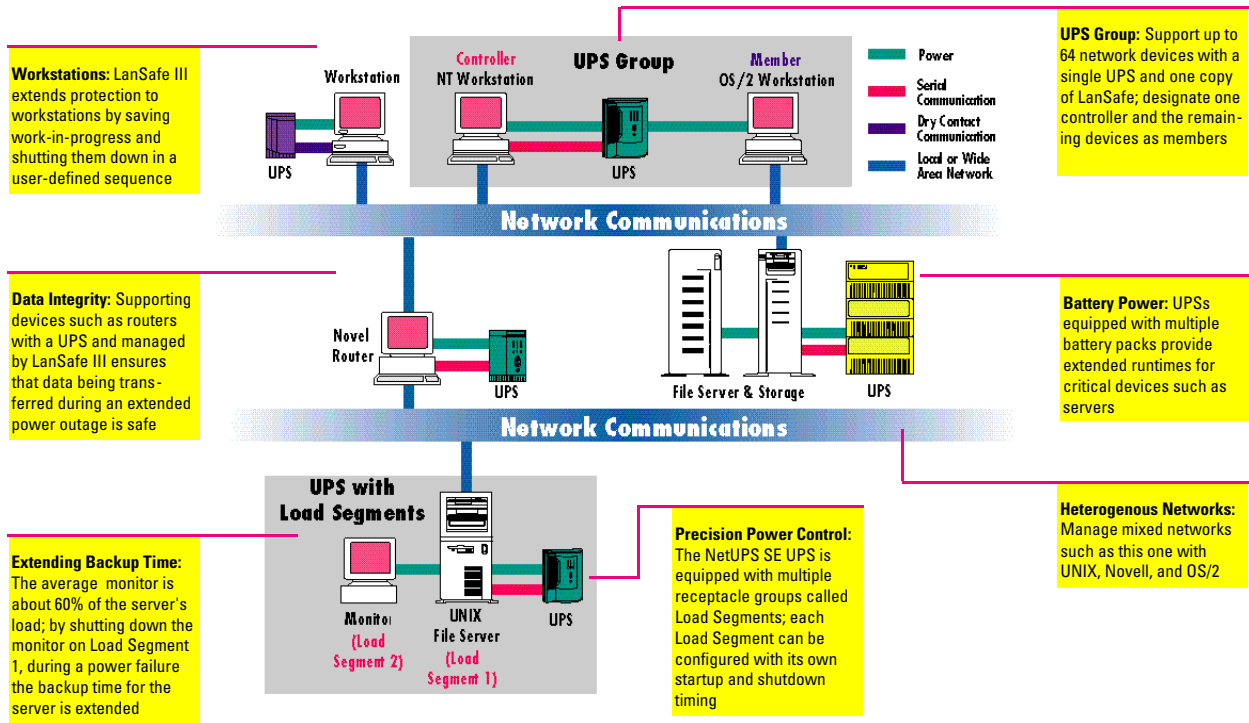 Workstations: LanSafe III
extends protection to
workstations by saving
work-in-progress and
shutting them down in a
user-defined sequence
Workstation
UPS
Controller
NT Workstation
UPS Group
Member
OS/2 Workstation
UPS
Power
Serial
Communication
Dry Contact
Communication
Local or Wide
Area Network
UPS Group: Support up to
64 network devices with a
single UPS and one copy
of LanSafe; designate one
controller and the remain-
ing devices as members
Network Communications
Data Integrity: Supporting
devices such as routers
with a UPS and managed
by LanSafe III ensures
that data being trans-
ferred during an extended
power outage is safe
Novel
Router
UPS
File Server & Storage
UPS
Battery Power: UPSs
equipped with multiple
battery packs provide
extended runtimes for
critical devices such as
servers
Network Communications
UPS with
Load Segments
Monitor
(Load
Segment 2)
UNIX
File Server
(Load
Segment 1)
UPS
Extending Backup Time:
The average monitor is
about 60% of the server's
load; by shutting down the
monitor on Load Segment
1, during a power failure
the backup time for the
server is extended
Precision Power Control:
The NetUPS SE UPS is
equipped with multiple
receptacle groups called
Load Segments; each
Load Segment can be
configured with its own
startup and shutdown
timing
Heterogenous Networks:
Manage mixed networks
such as this one with
UNIX, Novell, and OS/2